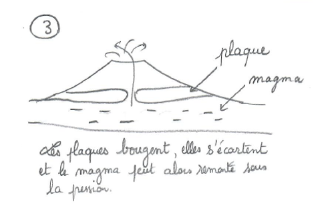 3
plaque
magma
Les plaques bougent, elles s'écartent
et le magma peut alors remonté sous
la pression.